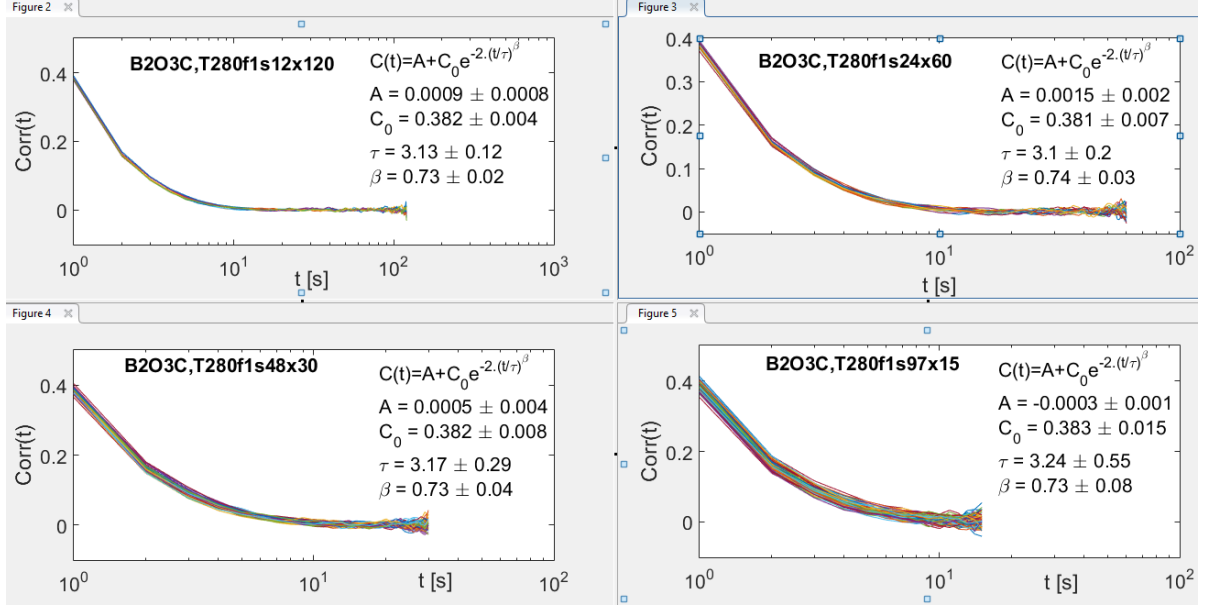 Figure 2
B2O3C,T280f1s12x120
C(t)=A+C₀e^-2.(t/τ)^β
A = 0.0009 ± 0.0008
C₀ = 0.382 ± 0.004
τ = 3.13 ± 0.12
β = 0.73 ± 0.02
Corr(t)
0.4
0.2
0
10⁰
10¹
10²
10³
t [s]
Figure 3
B2O3C,T280f1s24x60
C(t)=A+C₀e^-2.(t/τ)^β
A = 0.0015 ± 0.002
C₀ = 0.381 ± 0.007
τ = 3.1 ± 0.2
β = 0.74 ± 0.03
Corr(t)
0.4
0.3
0.2
0.1
0
10⁰
10¹
10²
t [s]
Figure 4
B2O3C,T280f1s48x30
C(t)=A+C₀e^-2.(t/τ)^β
A = 0.0005 ± 0.004
C₀ = 0.382 ± 0.008
τ = 3.17 ± 0.29
β = 0.73 ± 0.04
Corr(t)
0.4
0.2
0
10⁰
10¹
10²
t [s]
Figure 5
B2O3C,T280f1s97x15
C(t)=A+C₀e^-2.(t/τ)^β
A = -0.0003 ± 0.001
C₀ = 0.383 ± 0.015
τ = 3.24 ± 0.55
β = 0.73 ± 0.08
Corr(t)
0.4
0.2
0
10⁰
10¹
10²
t [s]